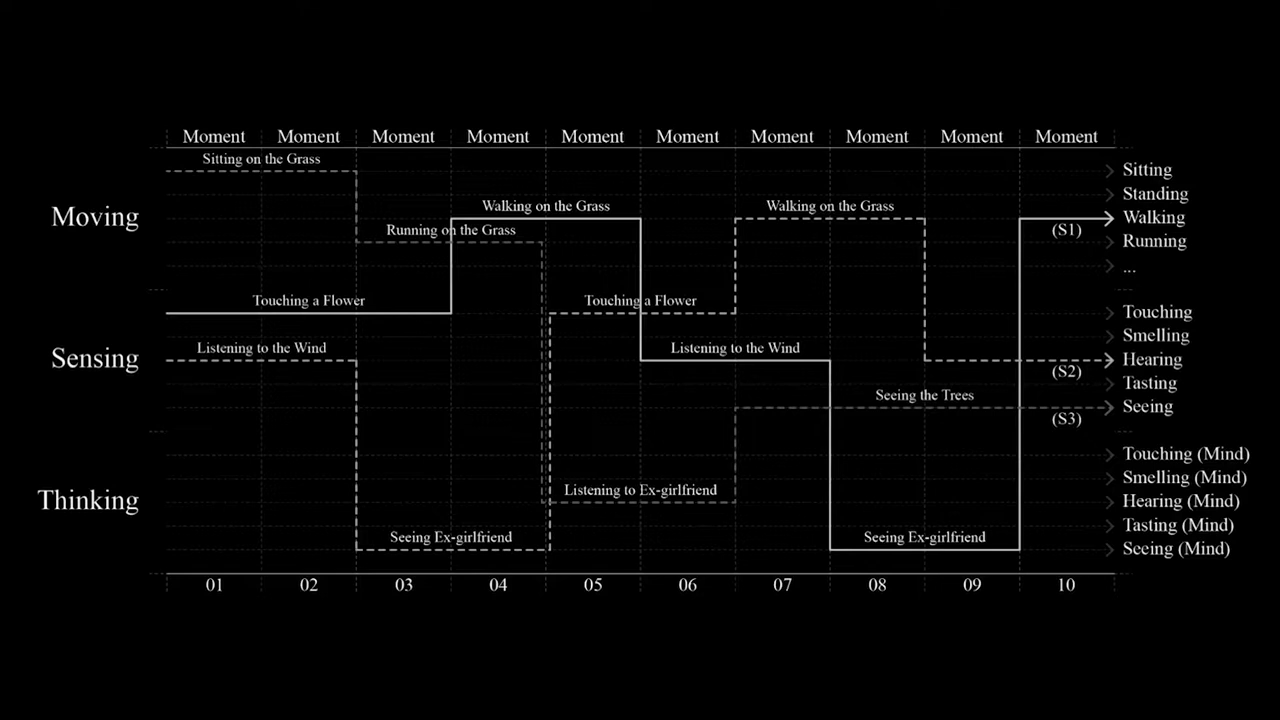 Moment Moment Moment Moment Moment Moment Moment Moment Moment Moment
Sitting on the Grass
Sitting
Standing
Moving
Walking on the Grass
Walking on the Grass
Walking
(S1)
Running on the Grass
Running
...
Touching a Flower
Touching a Flower
Touching
Smelling
Sensing
Listening to the Wind
Listening to the Wind
Hearing
(S2)
Tasting
Seeing the Trees
Seeing
(S3)
Touching (Mind)
Smelling (Mind)
Thinking
Listening to Ex-girlfriend
Hearing (Mind)
Tasting (Mind)
Seeing Ex-girlfriend
Seeing Ex-girlfriend
Seeing (Mind)
01 02 03 04 05 06 07 08 09 10